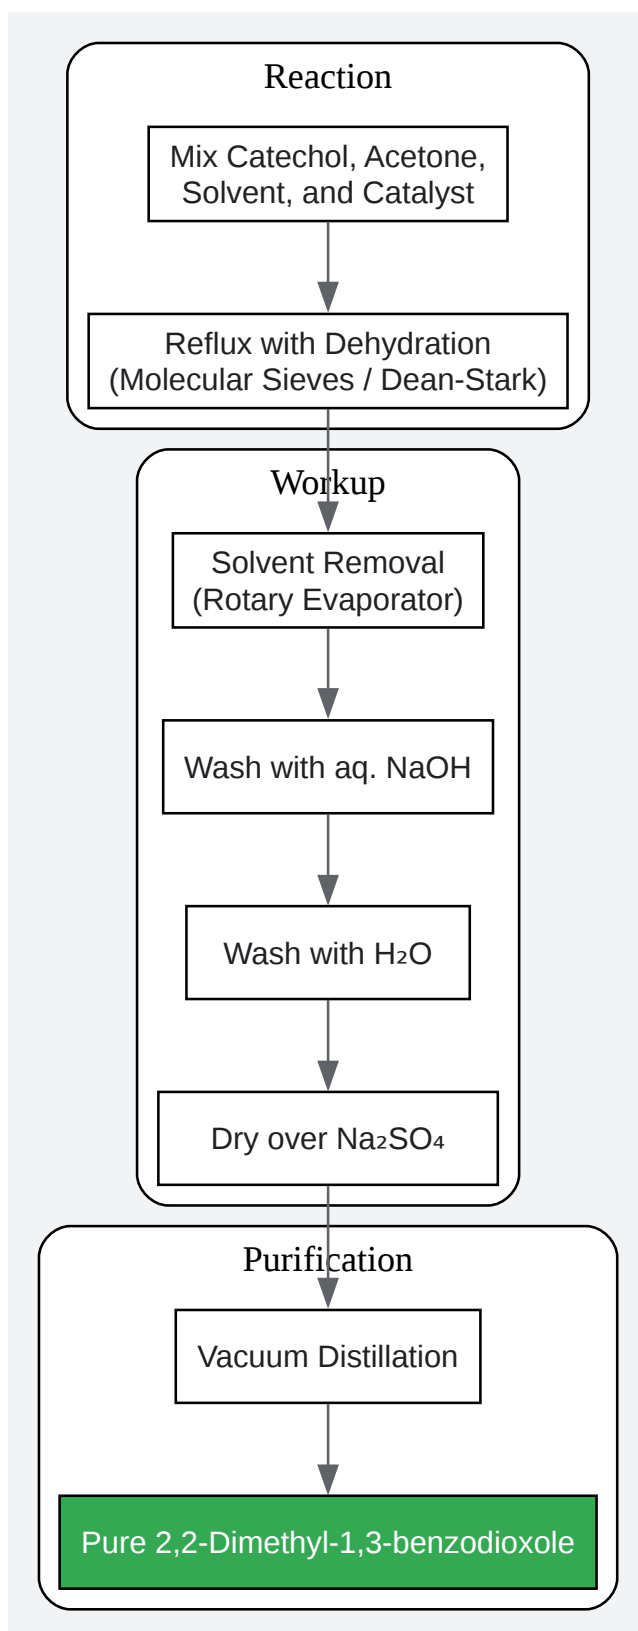 Reaction
Mix Catechol, Acetone,
Solvent, and Catalyst
Reflux with Dehydration
(Molecular Sieves / Dean-Stark)
Workup
Solvent Removal
(Rotary Evaporator)
Wash with aq. NaOH
Wash with H₂O
Dry over Na₂SO₄
Purification
Vacuum Distillation
Pure 2,2-Dimethyl-1,3-benzodioxole